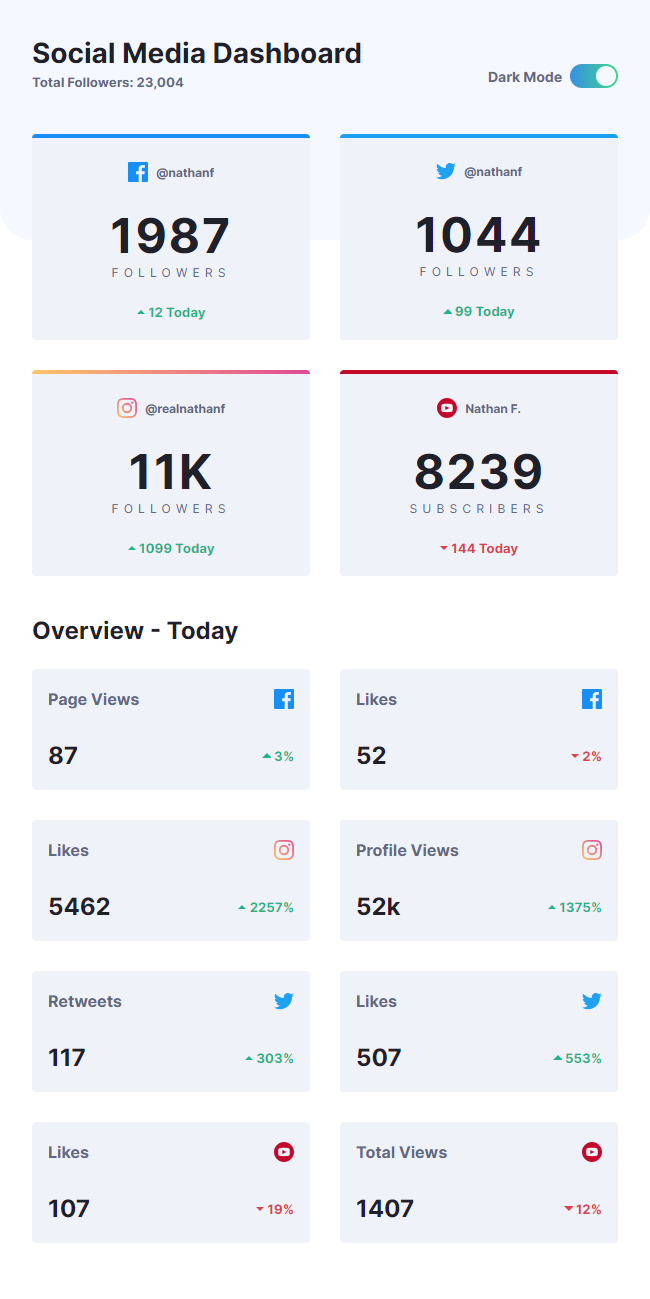 Social Media Dashboard
Total Followers: 23,004
Dark Mode
@nathanf
1987
FOLLOWERS
12 Today
@nathanf
1044
FOLLOWERS
99 Today
@realnathanf
11K
FOLLOWERS
1099 Today
Nathan F.
8239
SUBSCRIBERS
144 Today
Overview - Today
Page Views
87
3%
Likes
52
2%
Likes
5462
2257%
Profile Views
52k
1375%
Retweets
117
303%
Likes
507
553%
Likes
107
19%
Total Views
1407
12%